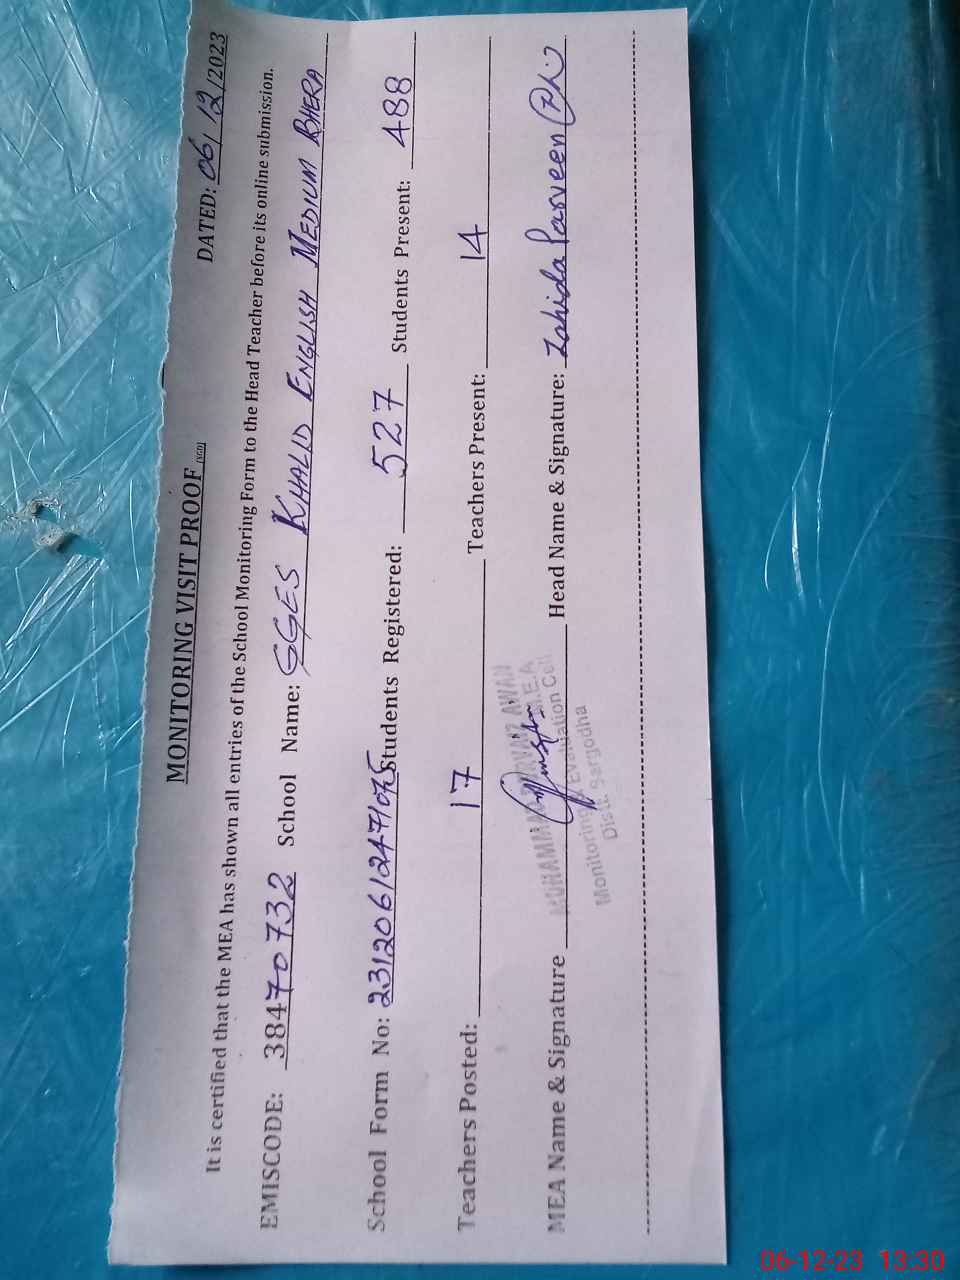 MONITORING VISIT PROOF (SGD)
DATED: 06/12/2023
It is certified that the MEA has shown all entries of the School Monitoring Form to the Head Teacher before its online submission.
EMISCODE: 38470732 School Name: GGES KHALID ENGLISH MEDIUM BHERA
School Form No: Students Registered: 527 Students Present: 488
Teachers Posted: 17 Teachers Present: 14
MEA Name & Signature Head Name & Signature: Zahida Parveen
MUHAMMAD AWAN
M.E.A
Monitoring & Evaluation Cell
Distt. Sargodha
06-12-23 13:30